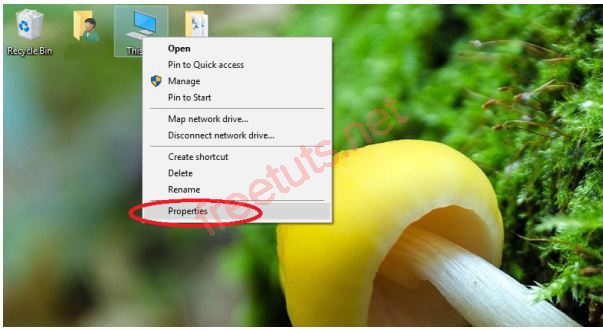 Recycle Bin
This
Open
Pin to Quick access
Manage
Pin to Start
Map network drive...
Disconnect network drive...
Create shortcut
Delete
Rename
Properties
freetuts.net